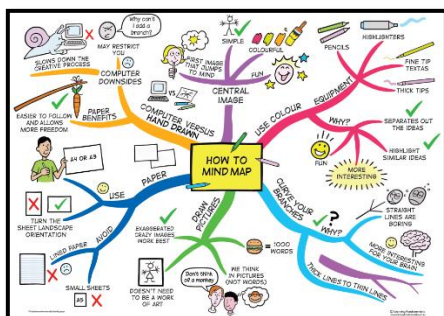 HOW TO
MIND MAP
CENTRAL
IMAGE
SIMPLE
COLOURFUL
FUN
FIRST IMAGE
THAT JUMPS
TO MIND
USE COLOUR
EQUIPMENT
PENCILS
HIGHLIGHTERS
FINE TIP
TEXTAS
THICK TIPS
WHY?
SEPARATES OUT
THE IDEAS
HIGHLIGHT
SIMILAR IDEAS
FUN
MORE
INTERESTING
CURVE YOUR
BRANCHES
WHY?
?
STRAIGHT
LINES ARE
BORING
MORE INTERESTING
FOR YOUR BRAIN
THICK LINES TO THIN LINES
DRAW
PICTURES
=1000
WORDS
WE THINK
IN PICTURES
(NOT WORDS)
Don't think
of a monkey
EXAGGERATED
CRAZY IMAGES
WORK BEST
DOESN'T NEED
TO BE A WORK
OF ART
PAPER
USE
A4 OR A3
TURN THE
SHEET LANDSCAPE
ORIENTATION
AVOID
LINED PAPER
SMALL SHEETS
A5
COMPUTER VERSUS
HAND DRAWN
VS
COMPUTER
DOWNSIDES
MAY RESTRICT
YOU
Why can't
I add a
branch?
SLOWS DOWN THE
CREATIVE PROCESS
PAPER
BENEFITS
EASIER TO FOLLOW
AND ALLOWS
MORE FREEDOM